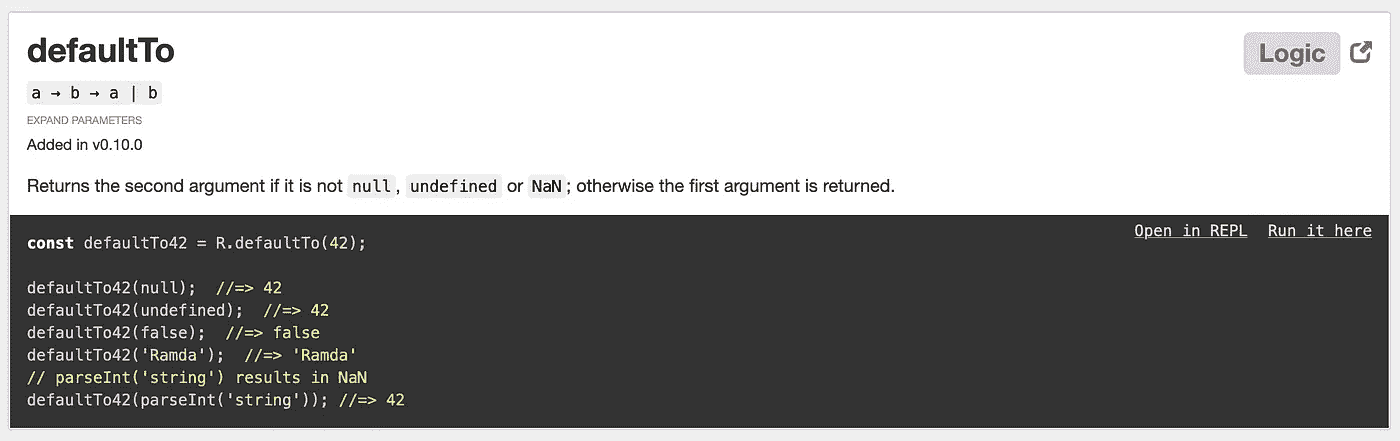 defaultTo
Logic
a → b → a | b
EXPAND PARAMETERS
Added in v0.10.0
Returns the second argument if it is not null, undefined or NaN; otherwise the first argument is returned.
Open in REPL Run it here
const defaultTo42 = R.defaultTo(42);
defaultTo42(null);  //=> 42
defaultTo42(undefined);  //=> 42
defaultTo42(false);  //=> false
defaultTo42('Ramda');  //=> 'Ramda'
// parseInt('string') results in NaN
defaultTo42(parseInt('string')); //=> 42